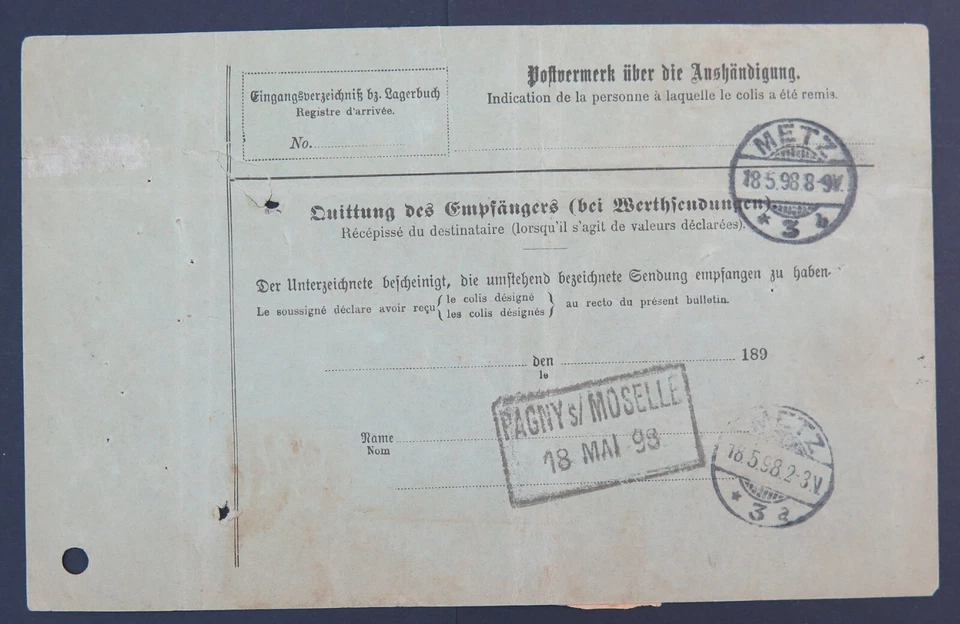 Eingangsverzeichniß bz. Lagerbuch
Registre d'arrivée.
No.
Postvermerk über die Aushändigung.
Indication de la personne à laquelle le colis a été remis.
METZ
18.5.98.8-9V.
* 3 b
Quittung des Empfängers (bei Werthsendungen).
Récépissé du destinataire (lorsqu'il s'agit de valeurs déclarées).
Der Unterzeichnete bescheinigt, die umstehend bezeichnete Sendung empfangen zu haben.
Le soussigné déclare avoir reçu { le colis désigné } au recto du présent bulletin.
{ les colis désignés }
den 189
le
PAGNY s/ MOSELLE
18 MAI 98
Name
Nom
METZ
18.5.98.2-3V.
* 3 a